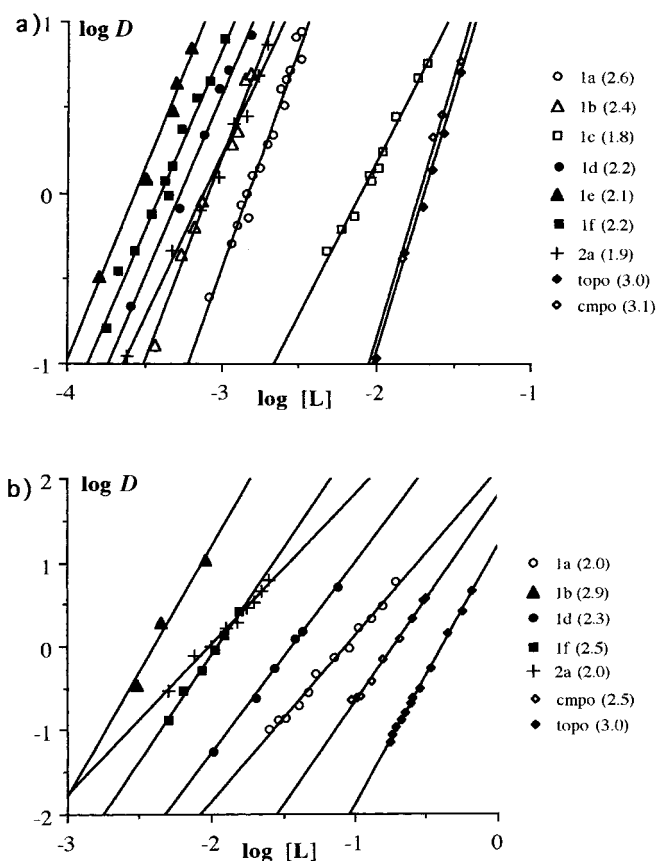 a)
log D
1
0
-1
-4
-3
-2
-1
log [L]
1a (2.6)
1b (2.4)
1c (1.8)
1d (2.2)
1e (2.1)
1f (2.2)
2a (1.9)
topo (3.0)
cmpo (3.1)
b)
log D
2
1
0
-1
-2
-3
-2
-1
0
log [L]
1a (2.0)
1b (2.9)
1d (2.3)
1f (2.5)
2a (2.0)
cmpo (2.5)
topo (3.0)